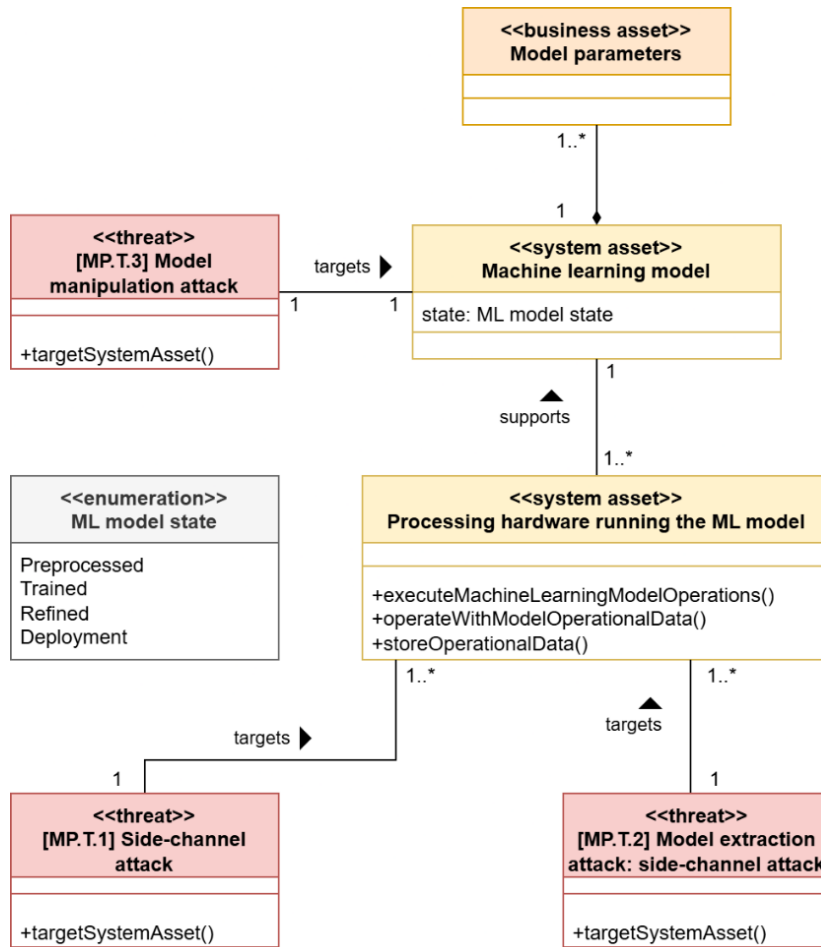 <<business asset>>
Model parameters
1..*
1
<<threat>>
[MP.T.3] Model
manipulation attack
+targetSystemAsset()
targets
1
1
<<system asset>>
Machine learning model
state: ML model state
1
supports
1..*
<<enumeration>>
ML model state
Preprocessed
Trained
Refined
Deployment
<<system asset>>
Processing hardware running the ML model
+executeMachineLearningModelOperations()
+operateWithModelOperationalData()
+storeOperationalData()
1..*
1..*
targets
targets
1
1
<<threat>>
[MP.T.1] Side-channel
attack
+targetSystemAsset()
<<threat>>
[MP.T.2] Model extraction
attack: side-channel attack
+targetSystemAsset()